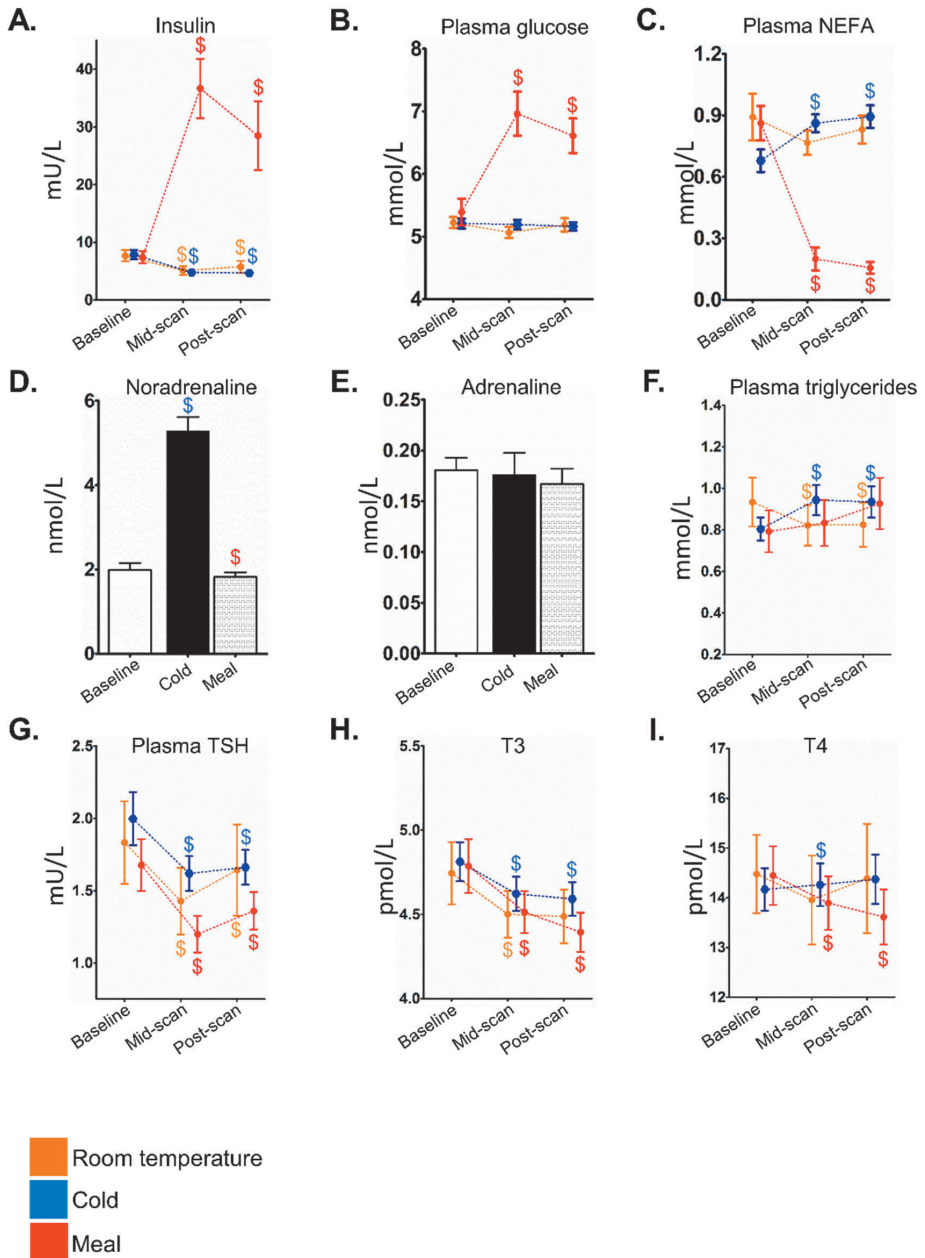 A.
Insulin
mU/L
40
30
20
10
0
$
$
$
$
$
$
Baseline
Mid-scan
Post-scan
B.
Plasma glucose
mmol/L
8
7
6
5
4
$
$
Baseline
Mid-scan
Post-scan
C.
Plasma NEFA
mmol/L
1.2
0.9
0.6
0.3
0.0
$
$
$
$
Baseline
Mid-scan
Post-scan
D.
Noradrenaline
nmol/L
6
4
2
0
$
$
Baseline
Cold
Meal
E.
Adrenaline
nmol/L
0.25
0.20
0.15
0.10
0.05
0.00
Baseline
Cold
Meal
F.
Plasma triglycerides
mmol/L
1.4
1.2
1.0
0.8
0.6
0.4
0.2
$
$
$
$
Baseline
Mid-scan
Post-scan
G.
Plasma TSH
mU/L
2.5
2.0
1.5
1.0
$
$
$
$
$
$
Baseline
Mid-scan
Post-scan
H.
T3
pmol/L
5.5
5.0
4.5
4.0
$
$
$
$
$
Baseline
Mid-scan
Post-scan
I.
T4
pmol/L
17
16
15
14
13
12
$
$
$
Baseline
Mid-scan
Post-scan
Room temperature
Cold
Meal